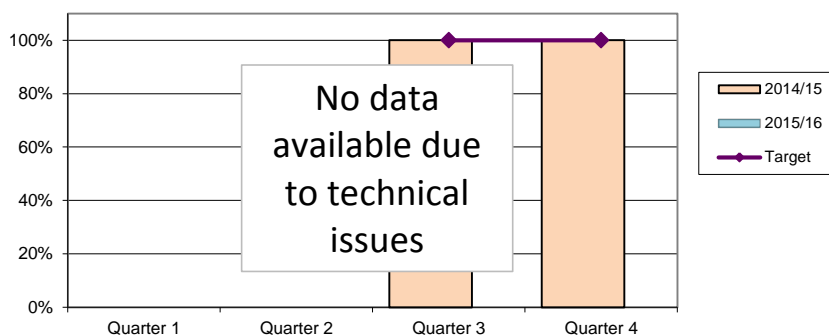 100%
80%
60%
40%
20%
0%
No data
available due
to technical
issues
Quarter 1 Quarter 2 Quarter 3 Quarter 4
2014/15
2015/16
Target